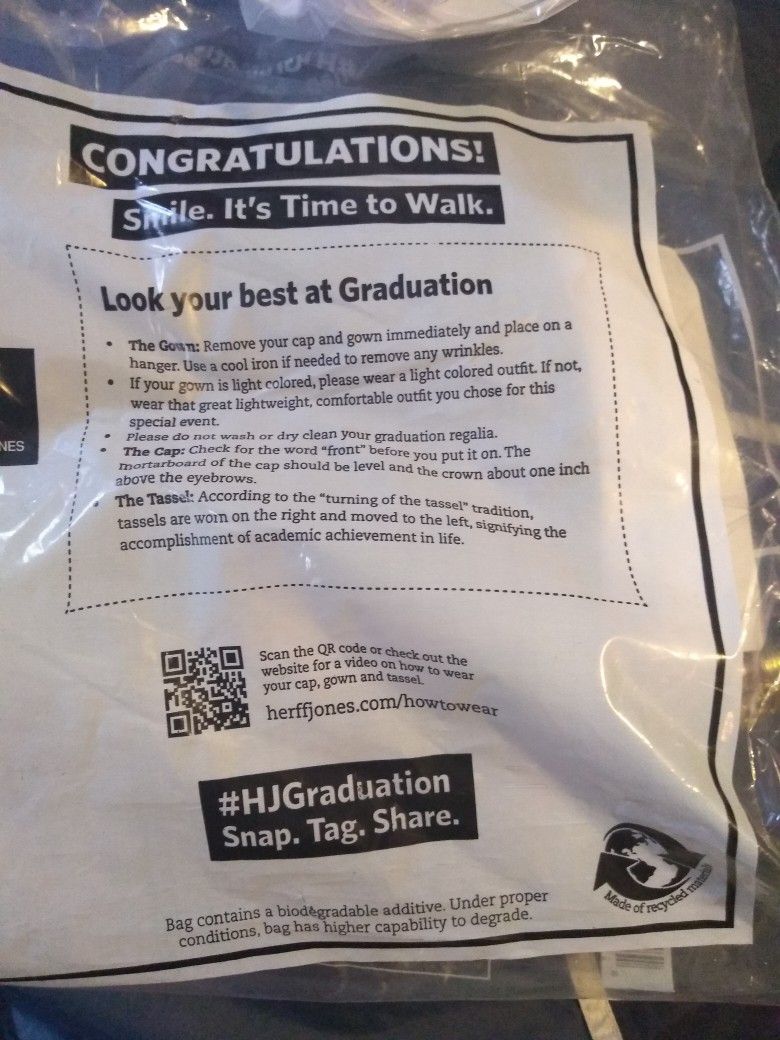 CONGRATULATIONS!
Smile. It's Time to Walk.
Look your best at Graduation
• The Gown: Remove your cap and gown immediately and place on a
hanger. Use a cool iron if needed to remove any wrinkles.
• If your gown is light colored, please wear a light colored outfit. If not,
wear that great lightweight, comfortable outfit you chose for this
special event.
• Please do not wash or dry clean your graduation regalia.
• The Cap: Check for the word “front” before you put it on. The
mortarboard of the cap should be level and the crown about one inch
above the eyebrows.
• The Tassel: According to the “turning of the tassel” tradition,
tassels are worn on the right and moved to the left, signifying the
accomplishment of academic achievement in life.
NES
Scan the QR code or check out the
website for a video on how to wear
your cap, gown and tassel.
herffjones.com/howtowear
#HJGraduation
Snap. Tag. Share.
Made of recycled materials
Bag contains a biodegradable additive. Under proper
conditions, bag has higher capability to degrade.